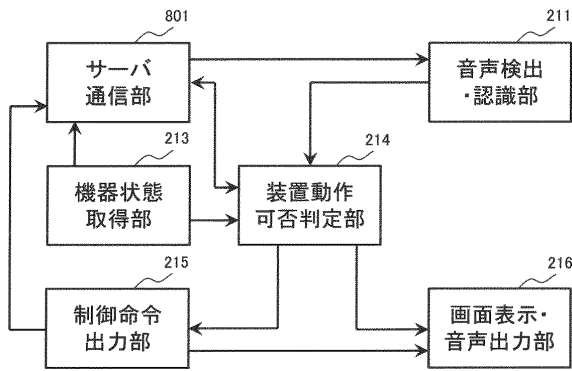 801
サーバ
通信部
211
音声検出
・認識部
213
機器状態
取得部
214
装置動作
可否判定部
215
制御命令
出力部
216
画面表示・
音声出力部